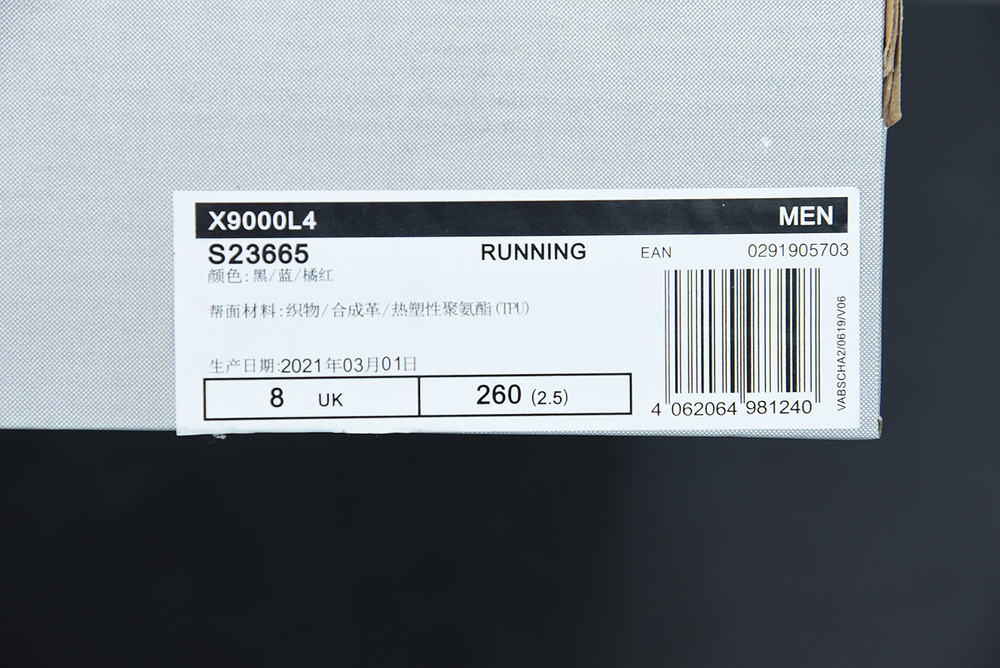 X9000L4 MEN
S23665 RUNNING EAN 0291905703
颜色:黑/蓝/橘红
帮面材料:织物/合成革/热塑性聚氨酯(TPU)
生产日期:2021年03月01日
8 UK 260 (2.5)
4 062064 981240
VABSCHA2/0619/V06